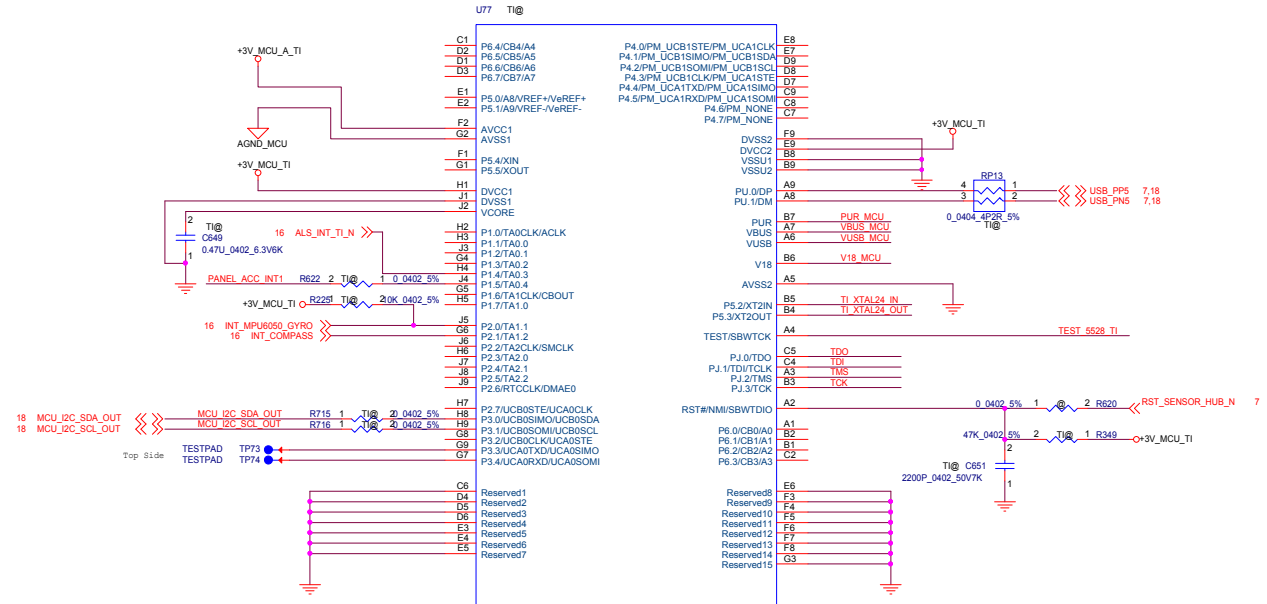 U77 TI@
+3V_MCU_A_TI
AGND_MCU
+3V_MCU_TI
2
TI@
C649
0.47U_0402_6.3V6K
1
16 ALS_INT_TI_N
PANEL_ACC_INT1 R622 2 TI@ 1 0_0402_5%
+3V_MCU_TI R225 1 TI@ 2 10K_0402_5%
16 INT_MPU6050_GYRO
16 INT_COMPASS
18 MCU_I2C_SDA_OUT MCU_I2C_SDA_OUT R715 1 TI@ 2 0_0402_5%
18 MCU_I2C_SCL_OUT MCU_I2C_SCL_OUT R716 1 TI@ 2 0_0402_5%
Top Side
TESTPAD TP73
TESTPAD TP74
C1 P6.4/CB4/A4
D2 P6.5/CB5/A5
D1 P6.6/CB6/A6
D3 P6.7/CB7/A7
E1 P5.0/A8/VREF+/VeREF+
E2 P5.1/A9/VREF-/VeREF-
F2 AVCC1
G2 AVSS1
F1 P5.4/XIN
G1 P5.5/XOUT
H1 DVCC1
J1 DVSS1
J2 VCORE
H2 P1.0/TA0CLK/ACLK
H3 P1.1/TA0.0
J3 P1.2/TA0.1
G4 P1.3/TA0.2
H4 P1.4/TA0.3
J4 P1.5/TA0.4
G5 P1.6/TA1CLK/CBOUT
H5 P1.7/TA1.0
J5 P2.0/TA1.1
G6 P2.1/TA1.2
J6 P2.2/TA2CLK/SMCLK
H6 P2.3/TA2.0
J7 P2.4/TA2.1
J8 P2.5/TA2.2
J9 P2.6/RTCCLK/DMAE0
H7 P2.7/UCB0STE/UCA0CLK
H8 P3.0/UCB0SIMO/UCB0SDA
H9 P3.1/UCB0SOMI/UCB0SCL
G8 P3.2/UCB0CLK/UCA0STE
G9 P3.3/UCA0TXD/UCA0SIMO
G7 P3.4/UCA0RXD/UCA0SOMI
C6 Reserved1
D4 Reserved2
D5 Reserved3
D6 Reserved4
E3 Reserved5
E4 Reserved6
E5 Reserved7
P4.0/PM_UCB1STE/PM_UCA1CLK E8
P4.1/PM_UCB1SIMO/PM_UCB1SDA E7
P4.2/PM_UCB1SOMI/PM_UCB1SCL D9
P4.3/PM_UCB1CLK/PM_UCA1STE D8
P4.4/PM_UCA1TXD/PM_UCA1SIMO D7
P4.5/PM_UCA1RXD/PM_UCA1SOMI C9
P4.6/PM_NONE C8
P4.7/PM_NONE C7
DVSS2 F9
DVCC2 E9
VSSU1 B8
VSSU2 B9
PU.0/DP A9
PU.1/DM A8
PUR B7 PUR_MCU
VBUS A7 VBUS_MCU
VUSB A6 VUSB_MCU
V18 B6 V18_MCU
AVSS2 A5
P5.2/XT2IN B5 TI_XTAL24_IN
P5.3/XT2OUT B4 TI_XTAL24_OUT
TEST/SBWTCK A4 TEST_5528_TI
PJ.0/TDO C5 TDO
PJ.1/TDI/TCLK C4 TDI
PJ.2/TMS A3 TMS
PJ.3/TCK B3 TCK
RST#/NMI/SBWTDIO A2
P6.0/CB0/A0 A1
P6.1/CB1/A1 B2
P6.2/CB2/A2 B1
P6.3/CB3/A3 C2
Reserved8 E6
Reserved9 F3
Reserved10 F4
Reserved11 F5
Reserved12 F6
Reserved13 F7
Reserved14 F8
Reserved15 G3
+3V_MCU_TI
RP13
4 1 USB_PP5 7,18
3 2 USB_PN5 7,18
0_0404_4P2R_5%
TI@
0_0402_5% 1 @ 2 R620 RST_SENSOR_HUB_N 7
47K_0402_5% 2 TI@ 1 R349 +3V_MCU_TI
2
TI@ C651
2200P_0402_50V7K
1